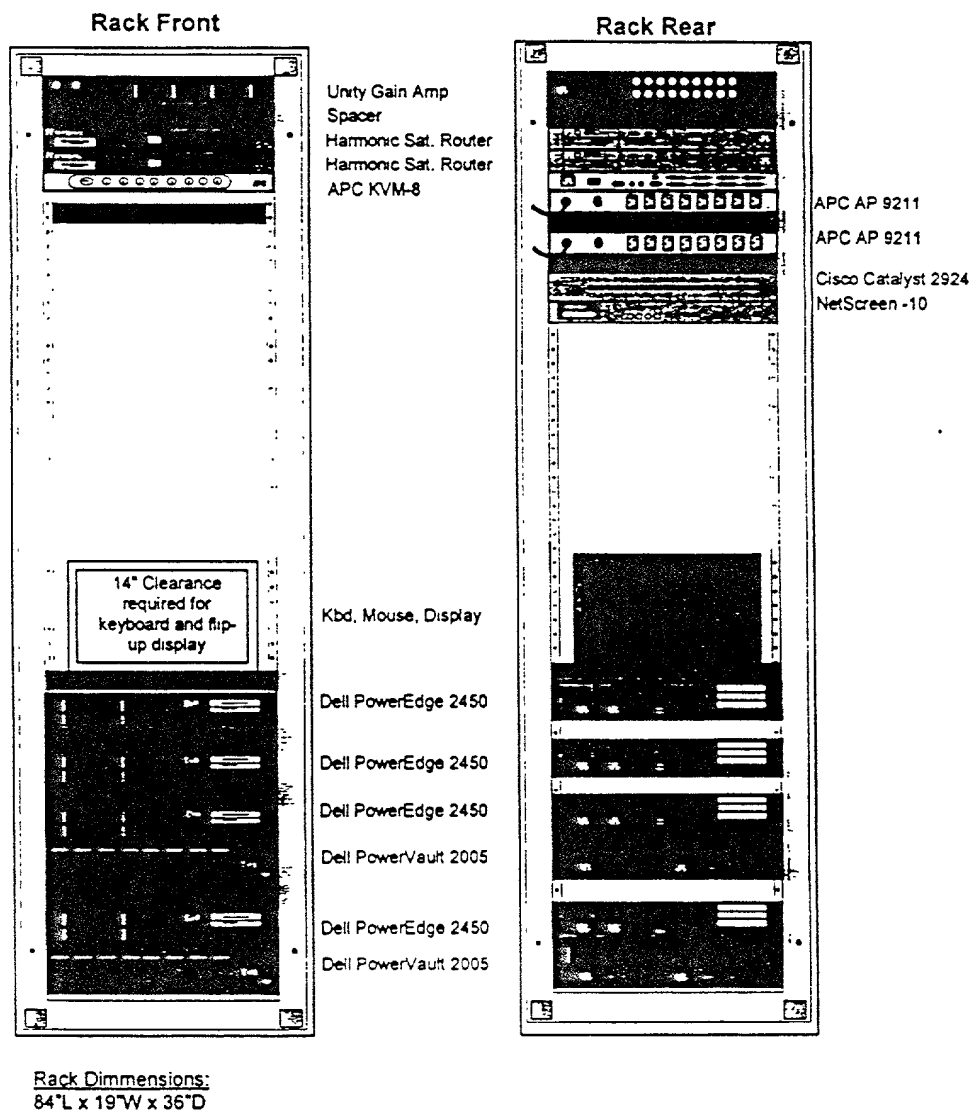 Rack Front
Rack Rear
Unity Gain Amp
Spacer
Harmonic Sat. Router
Harmonic Sat. Router
APC KVM-8
APC AP 9211
APC AP 9211
Cisco Catalyst 2924
NetScreen -10
14" Clearance
required for
keyboard and flip-
up display
Kbd, Mouse, Display
Dell PowerEdge 2450
Dell PowerEdge 2450
Dell PowerEdge 2450
Dell PowerVault 2005
Dell PowerEdge 2450
Dell PowerVault 2005
Rack Dimmensions:
84"L x 19"W x 36"D